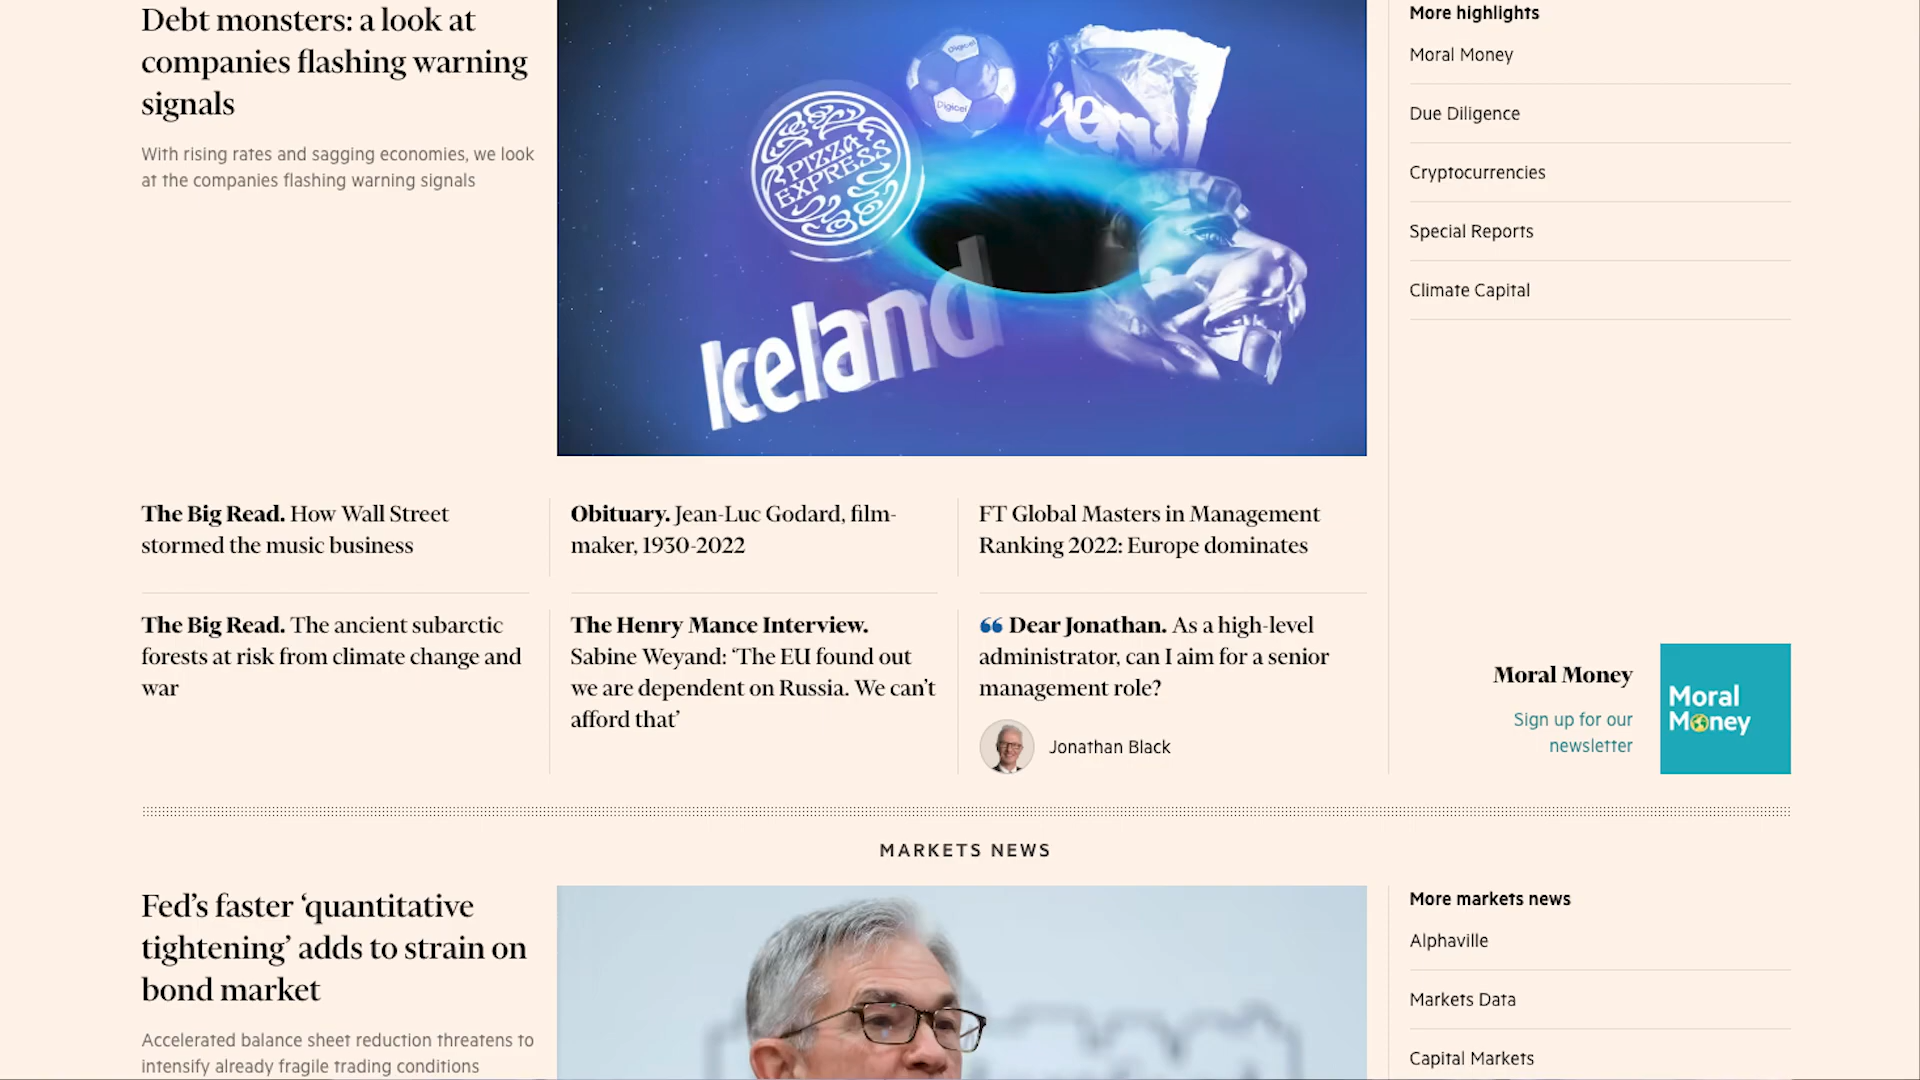 Debt monsters: a look at
companies flashing warning
signals
With rising rates and sagging economies, we look
at the companies flashing warning signals
Digicel
Digicel
PIZZA
EXPRESS
Iceland
More highlights
Moral Money
Due Diligence
Cryptocurrencies
Special Reports
Climate Capital
The Big Read. How Wall Street
stormed the music business
Obituary. Jean-Luc Godard, film-
maker, 1930-2022
FT Global Masters in Management
Ranking 2022: Europe dominates
The Big Read. The ancient subarctic
forests at risk from climate change and
war
The Henry Mance Interview.
Sabine Weyand: ‘The EU found out
we are dependent on Russia. We can’t
afford that’
“ Dear Jonathan. As a high-level
administrator, can I aim for a senior
management role?
Jonathan Black
Moral Money
Sign up for our
newsletter
Moral
Money
MARKETS NEWS
Fed’s faster ‘quantitative
tightening’ adds to strain on
bond market
Accelerated balance sheet reduction threatens to
intensify already fragile trading conditions
More markets news
Alphaville
Markets Data
Capital Markets